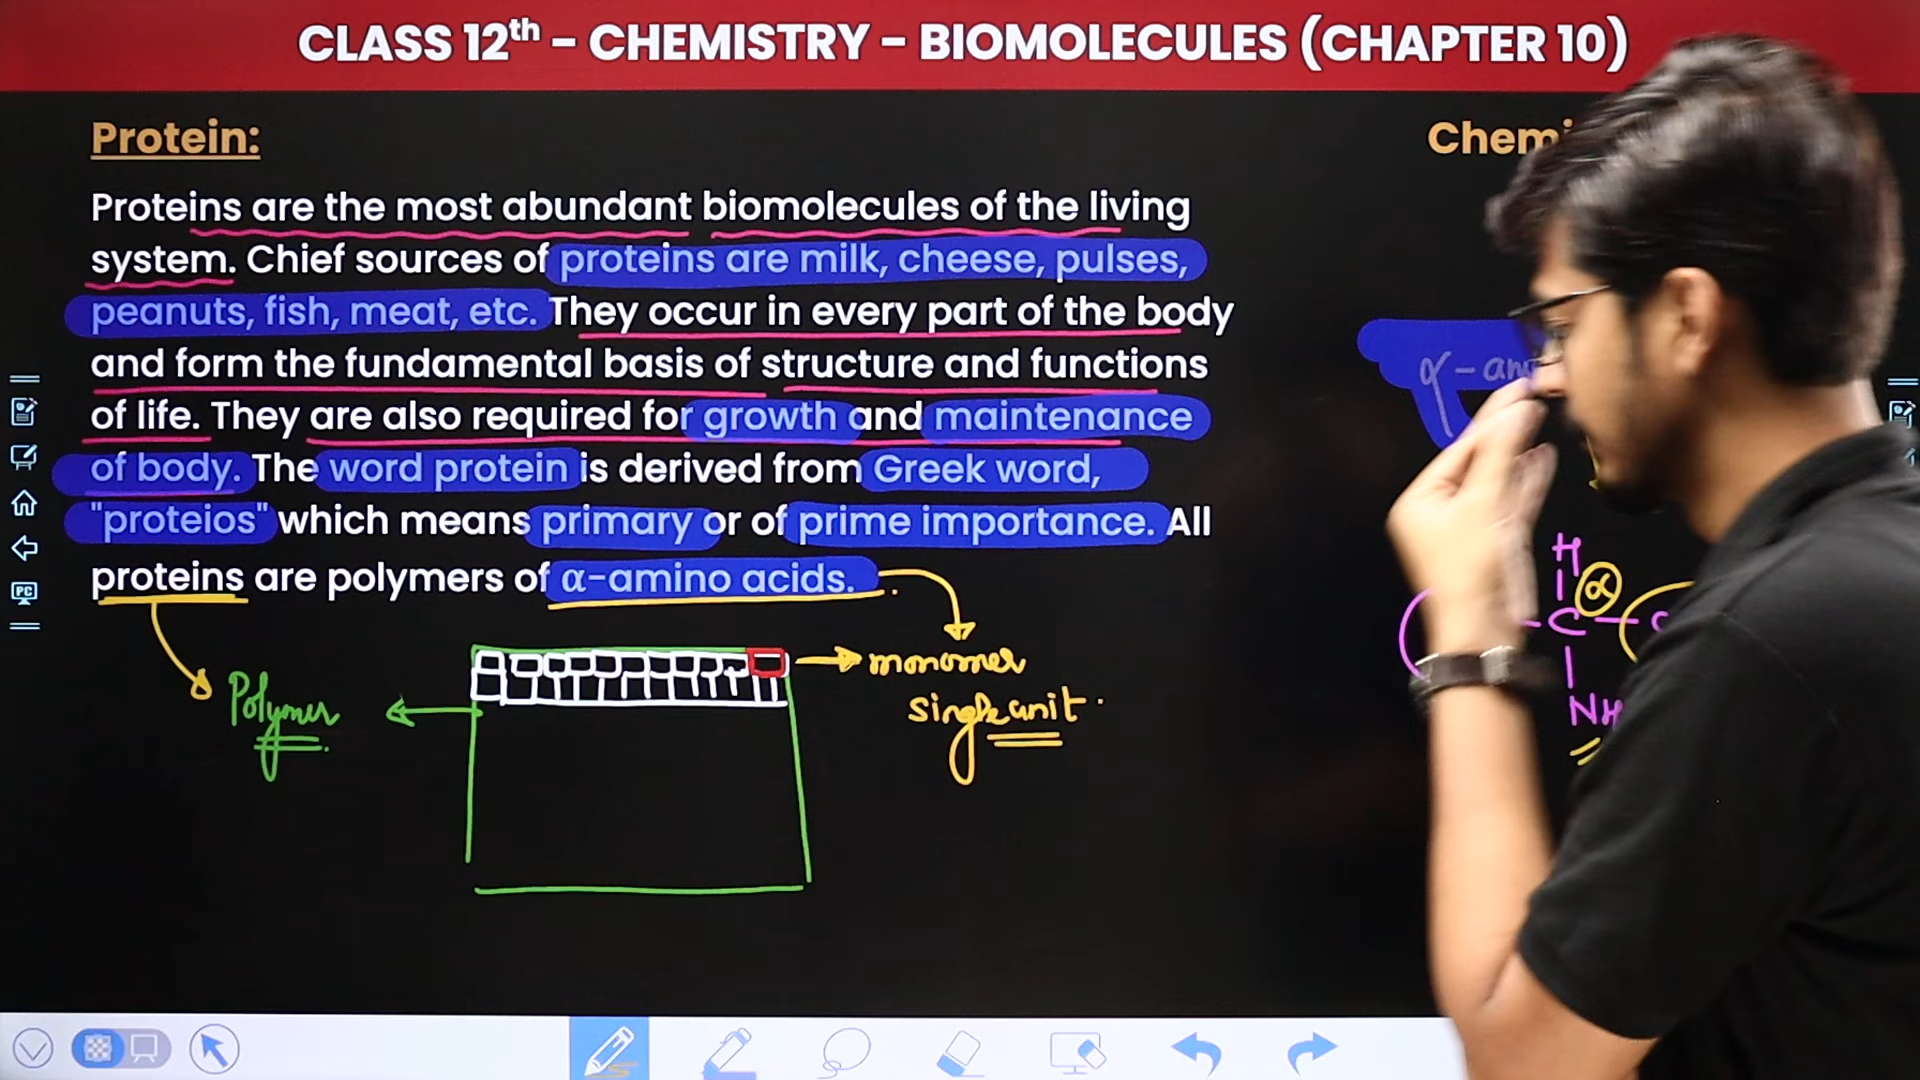 CLASS 12th - CHEMISTRY - BIOMOLECULES (CHAPTER 10)
Protein:
Proteins are the most abundant biomolecules of the living
system. Chief sources of proteins are milk, cheese, pulses,
peanuts, fish, meat, etc. They occur in every part of the body
and form the fundamental basis of structure and functions
of life. They are also required for growth and maintenance
of body. The word protein is derived from Greek word,
"proteios" which means primary or of prime importance. All
proteins are polymers of α-amino acids.
monomer
single unit.
Polymer
Chemi
α-am
H
α
C
NH
PC